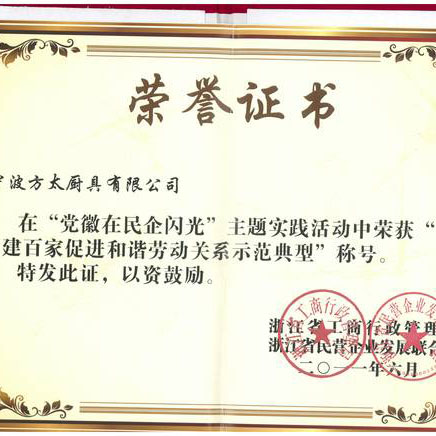 荣誉证书
宁波方太厨具有限公司
在“党徽在民企闪光”主题实践活动中荣获“
建百家促进和谐劳动关系示范典型”称号。
特发此证，以资鼓励。
浙江省工商行政管理
浙江省民营企业发展联合
二〇一一年六月